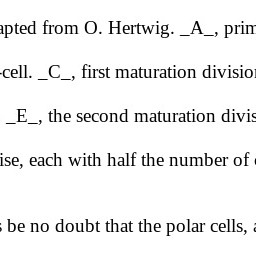 apted from O. Hertwig. _A_, prim
-cell. _C_, first maturation division
_E_, the second maturation divis
ise, each with half the number of
s be no doubt that the polar cells, a